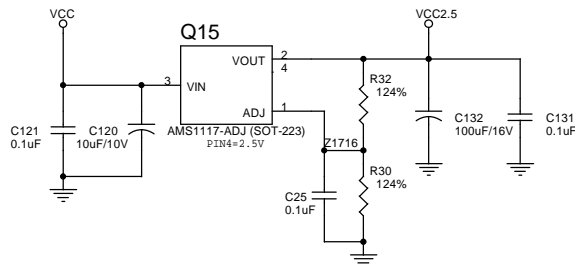 VCC
VCC2.5
Q15
VOUT
2
4
3
VIN
R32
124%
ADJ
1
C121
0.1uF
C120
10uF/10V
AMS1117-ADJ (SOT-223)
PIN4=2.5V
C132
100uF/16V
C131
0.1uF
Z1716
R30
124%
C25
0.1uF